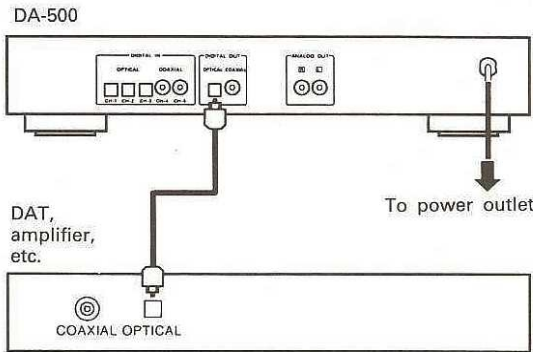 DA-500
DIGITAL IN
DIGITAL OUT
ANALOG OUT
OPTICAL COAXIAL
OPTICAL COAXIAL
R L
CH-1 CH-2 CH-3 CH-4 CH-5
To power outlet
DAT,
amplifier,
etc.
COAXIAL OPTICAL